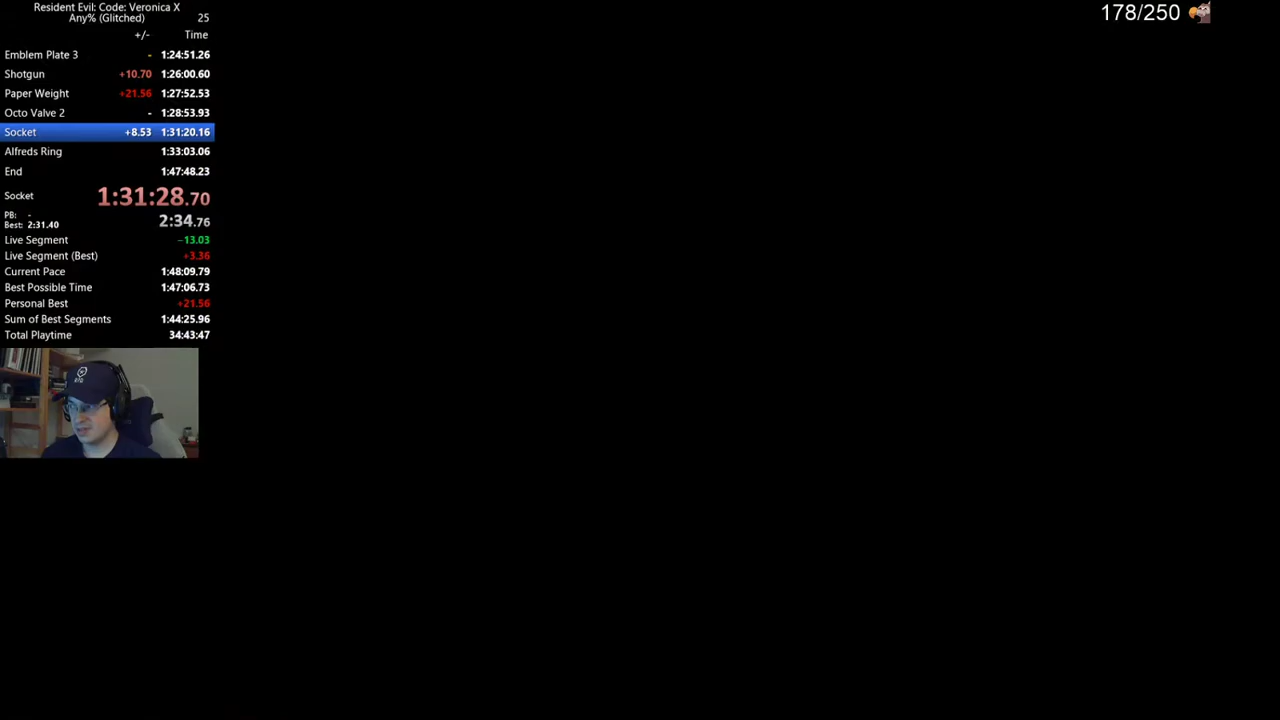 Resident Evil: Code: Veronica X
Any% (Glitched) 25
+/- Time
Emblem Plate 3 - 1:24:51.26
Shotgun +10.70 1:26:00.60
Paper Weight +21.56 1:27:52.53
Octo Valve 2 - 1:28:53.93
Socket +8.53 1:31:20.16
Alfreds Ring 1:33:03.06
End 1:47:48.23
Socket 1:31:28.70
PB: - 2:34.76
Best: 2:31.40
Live Segment -13.03
Live Segment (Best) +3.36
Current Pace 1:48:09.79
Best Possible Time 1:47:06.73
Personal Best +21.56
Sum of Best Segments 1:44:25.96
Total Playtime 34:43:47
178/250